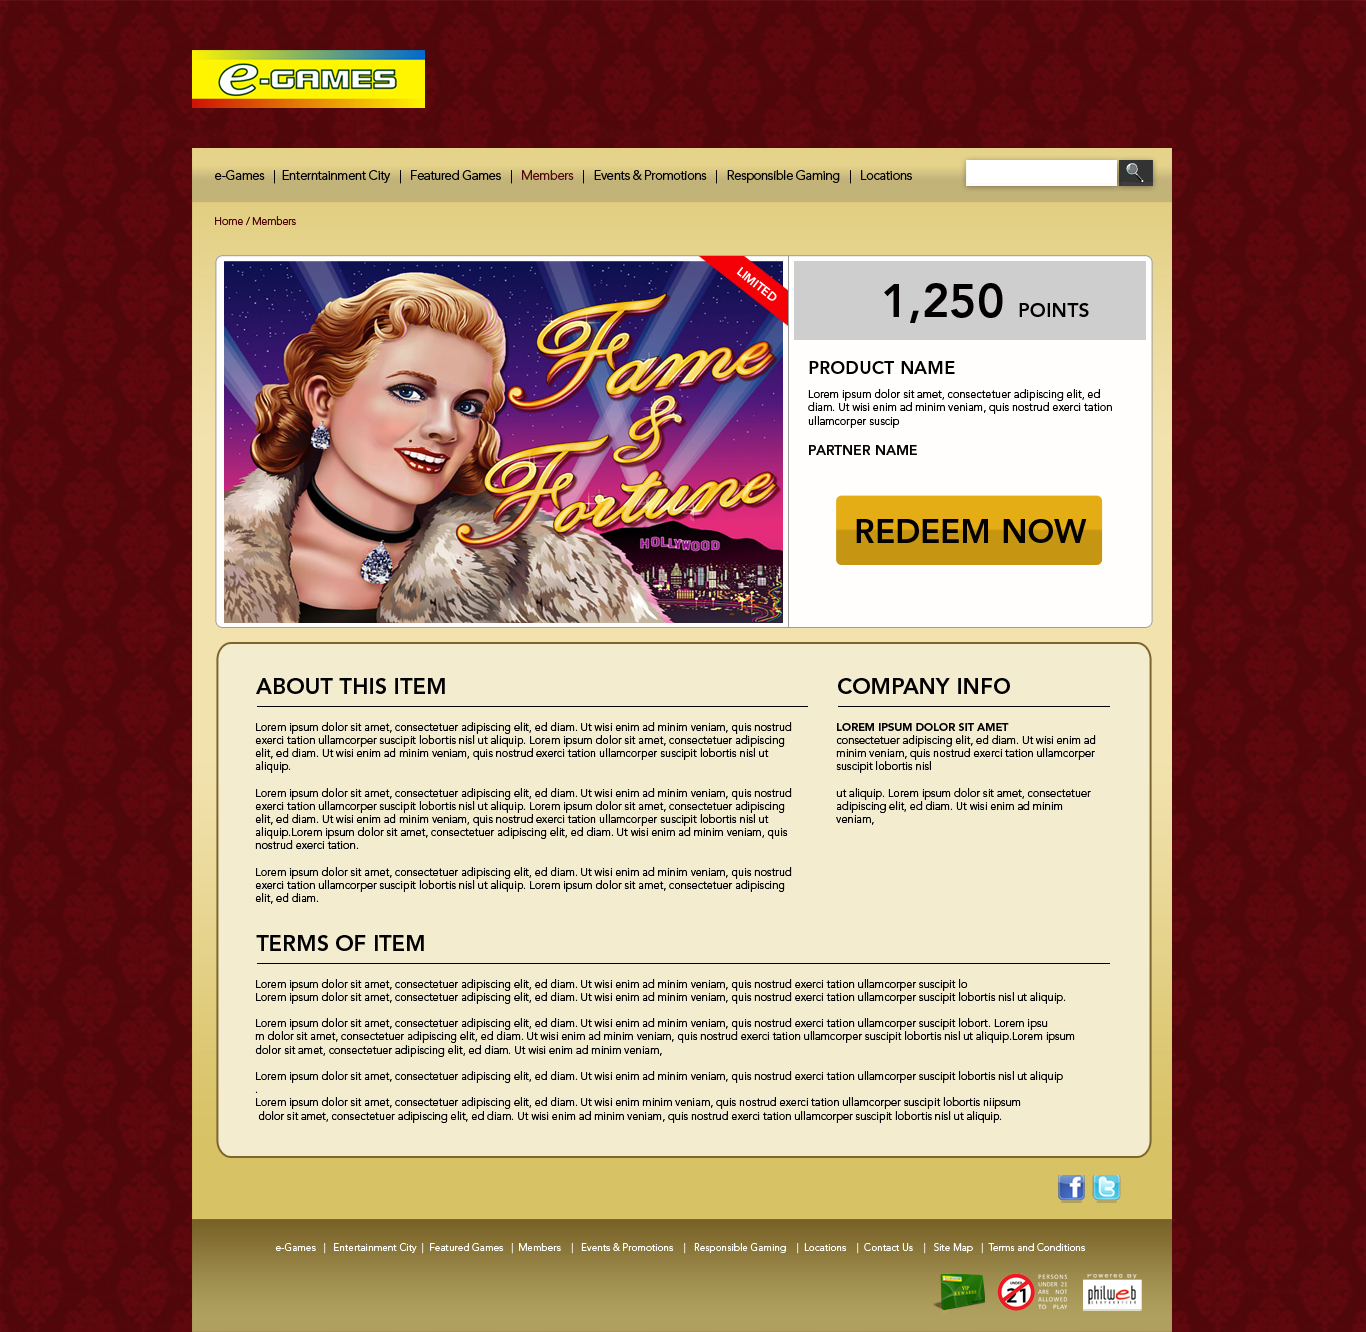 e-GAMES
e-Games | Enterntainment City | Featured Games | Members | Events & Promotions | Responsible Gaming | Locations
Home / Members
LIMITED
Fame
&
Fortune
HOLLYWOOD
1,250 POINTS
PRODUCT NAME
Lorem ipsum dolor sit amet, consectetuer adipiscing elit, ed
diam. Ut wisi enim ad minim veniam, quis nostrud exerci tation
ullamcorper suscip
PARTNER NAME
REDEEM NOW
ABOUT THIS ITEM
Lorem ipsum dolor sit amet, consectetuer adipiscing elit, ed diam. Ut wisi enim ad minim veniam, quis nostrud
exerci tation ullamcorper suscipit lobortis nisl ut aliquip. Lorem ipsum dolor sit amet, consectetuer adipiscing
elit, ed diam. Ut wisi enim ad minim veniam, quis nostrud exerci tation ullamcorper suscipit lobortis nisl ut
aliquip.
Lorem ipsum dolor sit amet, consectetuer adipiscing elit, ed diam. Ut wisi enim ad minim veniam, quis nostrud
exerci tation ullamcorper suscipit lobortis nisl ut aliquip. Lorem ipsum dolor sit amet, consectetuer adipiscing
elit, ed diam. Ut wisi enim ad minim veniam, quis nostrud exerci tation ullamcorper suscipit lobortis nisl ut
aliquip.Lorem ipsum dolor sit amet, consectetuer adipiscing elit, ed diam. Ut wisi enim ad minim veniam, quis
nostrud exerci tation.
Lorem ipsum dolor sit amet, consectetuer adipiscing elit, ed diam. Ut wisi enim ad minim veniam, quis nostrud
exerci tation ullamcorper suscipit lobortis nisl ut aliquip. Lorem ipsum dolor sit amet, consectetuer adipiscing
elit, ed diam.
COMPANY INFO
LOREM IPSUM DOLOR SIT AMET
consectetuer adipiscing elit, ed diam. Ut wisi enim ad
minim veniam, quis nostrud exerci tation ullamcorper
suscipit lobortis nisl
ut aliquip. Lorem ipsum dolor sit amet, consectetuer
adipiscing elit, ed diam. Ut wisi enim ad minim
veniam,
TERMS OF ITEM
Lorem ipsum dolor sit amet, consectetuer adipiscing elit, ed diam. Ut wisi enim ad minim veniam, quis nostrud exerci tation ullamcorper suscipit lo
Lorem ipsum dolor sit amet, consectetuer adipiscing elit, ed diam. Ut wisi enim ad minim veniam, quis nostrud exerci tation ullamcorper suscipit lobortis nisl ut aliquip.
Lorem ipsum dolor sit amet, consectetuer adipiscing elit, ed diam. Ut wisi enim ad minim veniam, quis nostrud exerci tation ullamcorper suscipit lobort. Lorem ipsu
m dolor sit amet, consectetuer adipiscing elit, ed diam. Ut wisi enim ad minim veniam, quis nostrud exerci tation ullamcorper suscipit lobortis nisl ut aliquip.Lorem ipsum
dolor sit amet, consectetuer adipiscing elit, ed diam. Ut wisi enim ad minim veniam,
Lorem ipsum dolor sit amet, consectetuer adipiscing elit, ed diam. Ut wisi enim ad minim veniam, quis nostrud exerci tation ullamcorper suscipit lobortis nisl ut aliquip
.
Lorem ipsum dolor sit amet, consectetuer adipiscing elit, ed diam. Ut wisi enim minim veniam, quis nostrud exerci tation ullamcorper suscipit lobortis niipsum
dolor sit amet, consectetuer adipiscing elit, ed diam. Ut wisi enim ad minim veniam, quis nostrud exerci tation ullamcorper suscipit lobortis nisl ut aliquip.
e-Games | Entertainment City | Featured Games | Members | Events & Promotions | Responsible Gaming | Locations | Contact Us | Site Map | Terms and Conditions
VIP
REWARDS
UNDER
21
PERSONS
UNDER 21
ARE NOT
ALLOWED
TO PLAY
Powered by
philweb
CORPORATION